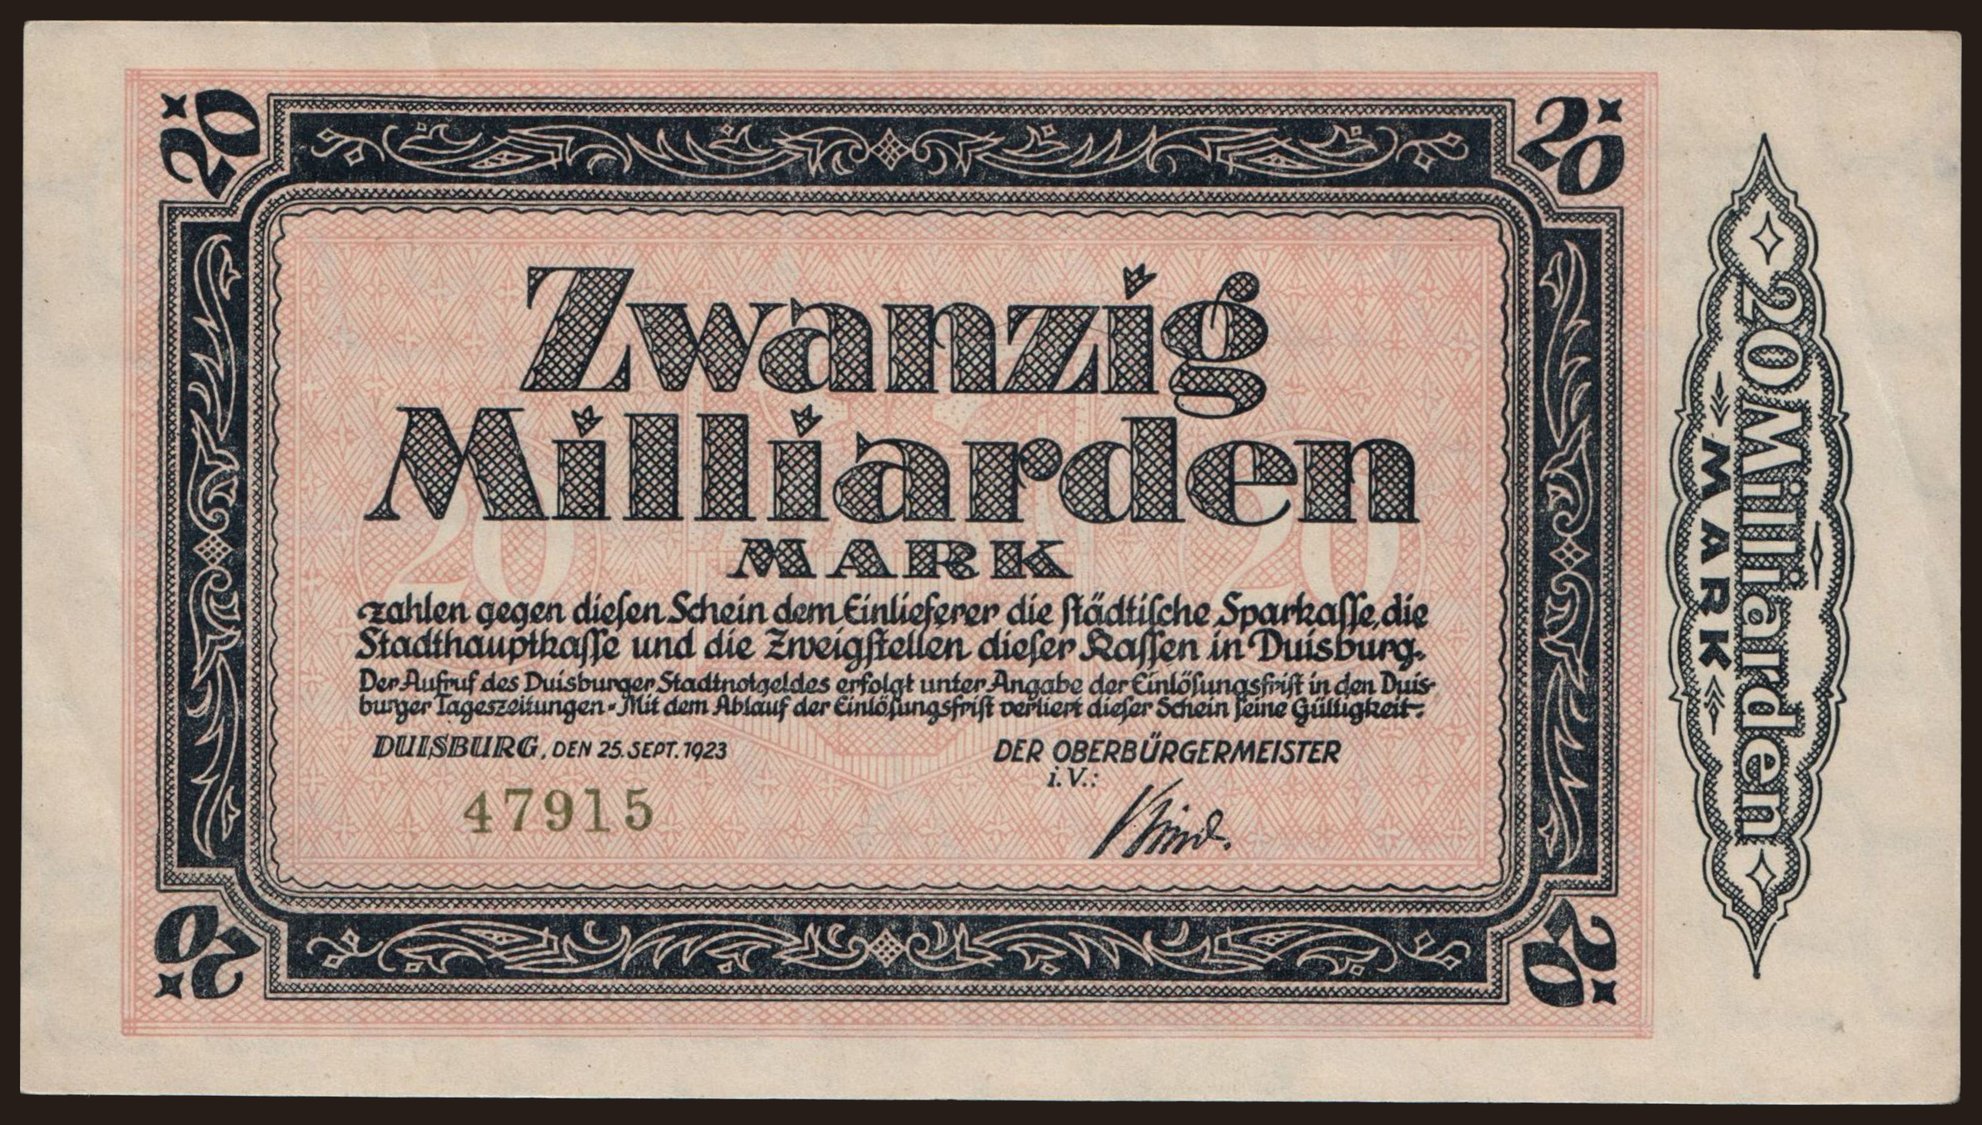 20
20
Zwanzig
Milliarden
MARK
20
20
zahlen gegen dieſen Schein dem Einlieferer die ſtädtiſche Sparkaſſe, die
Stadthauptkaſſe und die Zweigſtellen dieſer Kaſſen in Duisburg.
Der Aufruf des Duisburger Stadtnotgeldes erfolgt unter Angabe der Einlöſungsfriſt in den Duis-
burger Tageszeitungen - Mit dem Ablauf der Einlöſungsfriſt verliert dieſer Schein ſeine Gültigkeit -
DUISBURG, DEN 25. SEPT. 1923
DER OBERBÜRGERMEISTER
i. V.:
47915
20
20
20 Milliarden
MARK